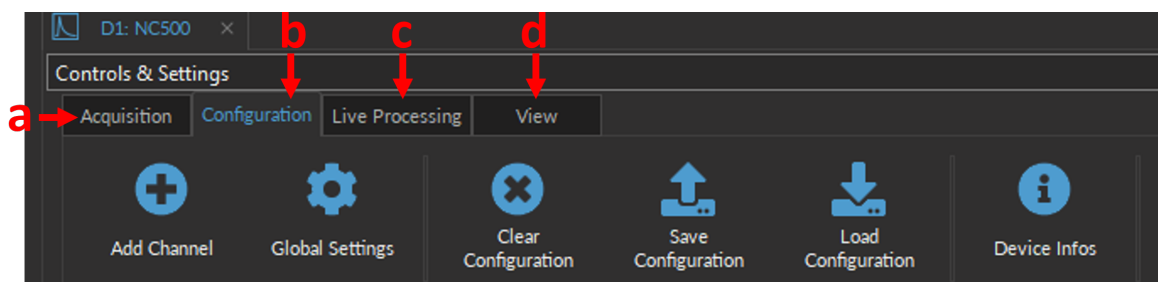 D1: NC500 ×
b c d
Controls & Settings
a Acquisition Configuration Live Processing View
Add Channel Global Settings Clear Configuration Save Configuration Load Configuration Device Infos